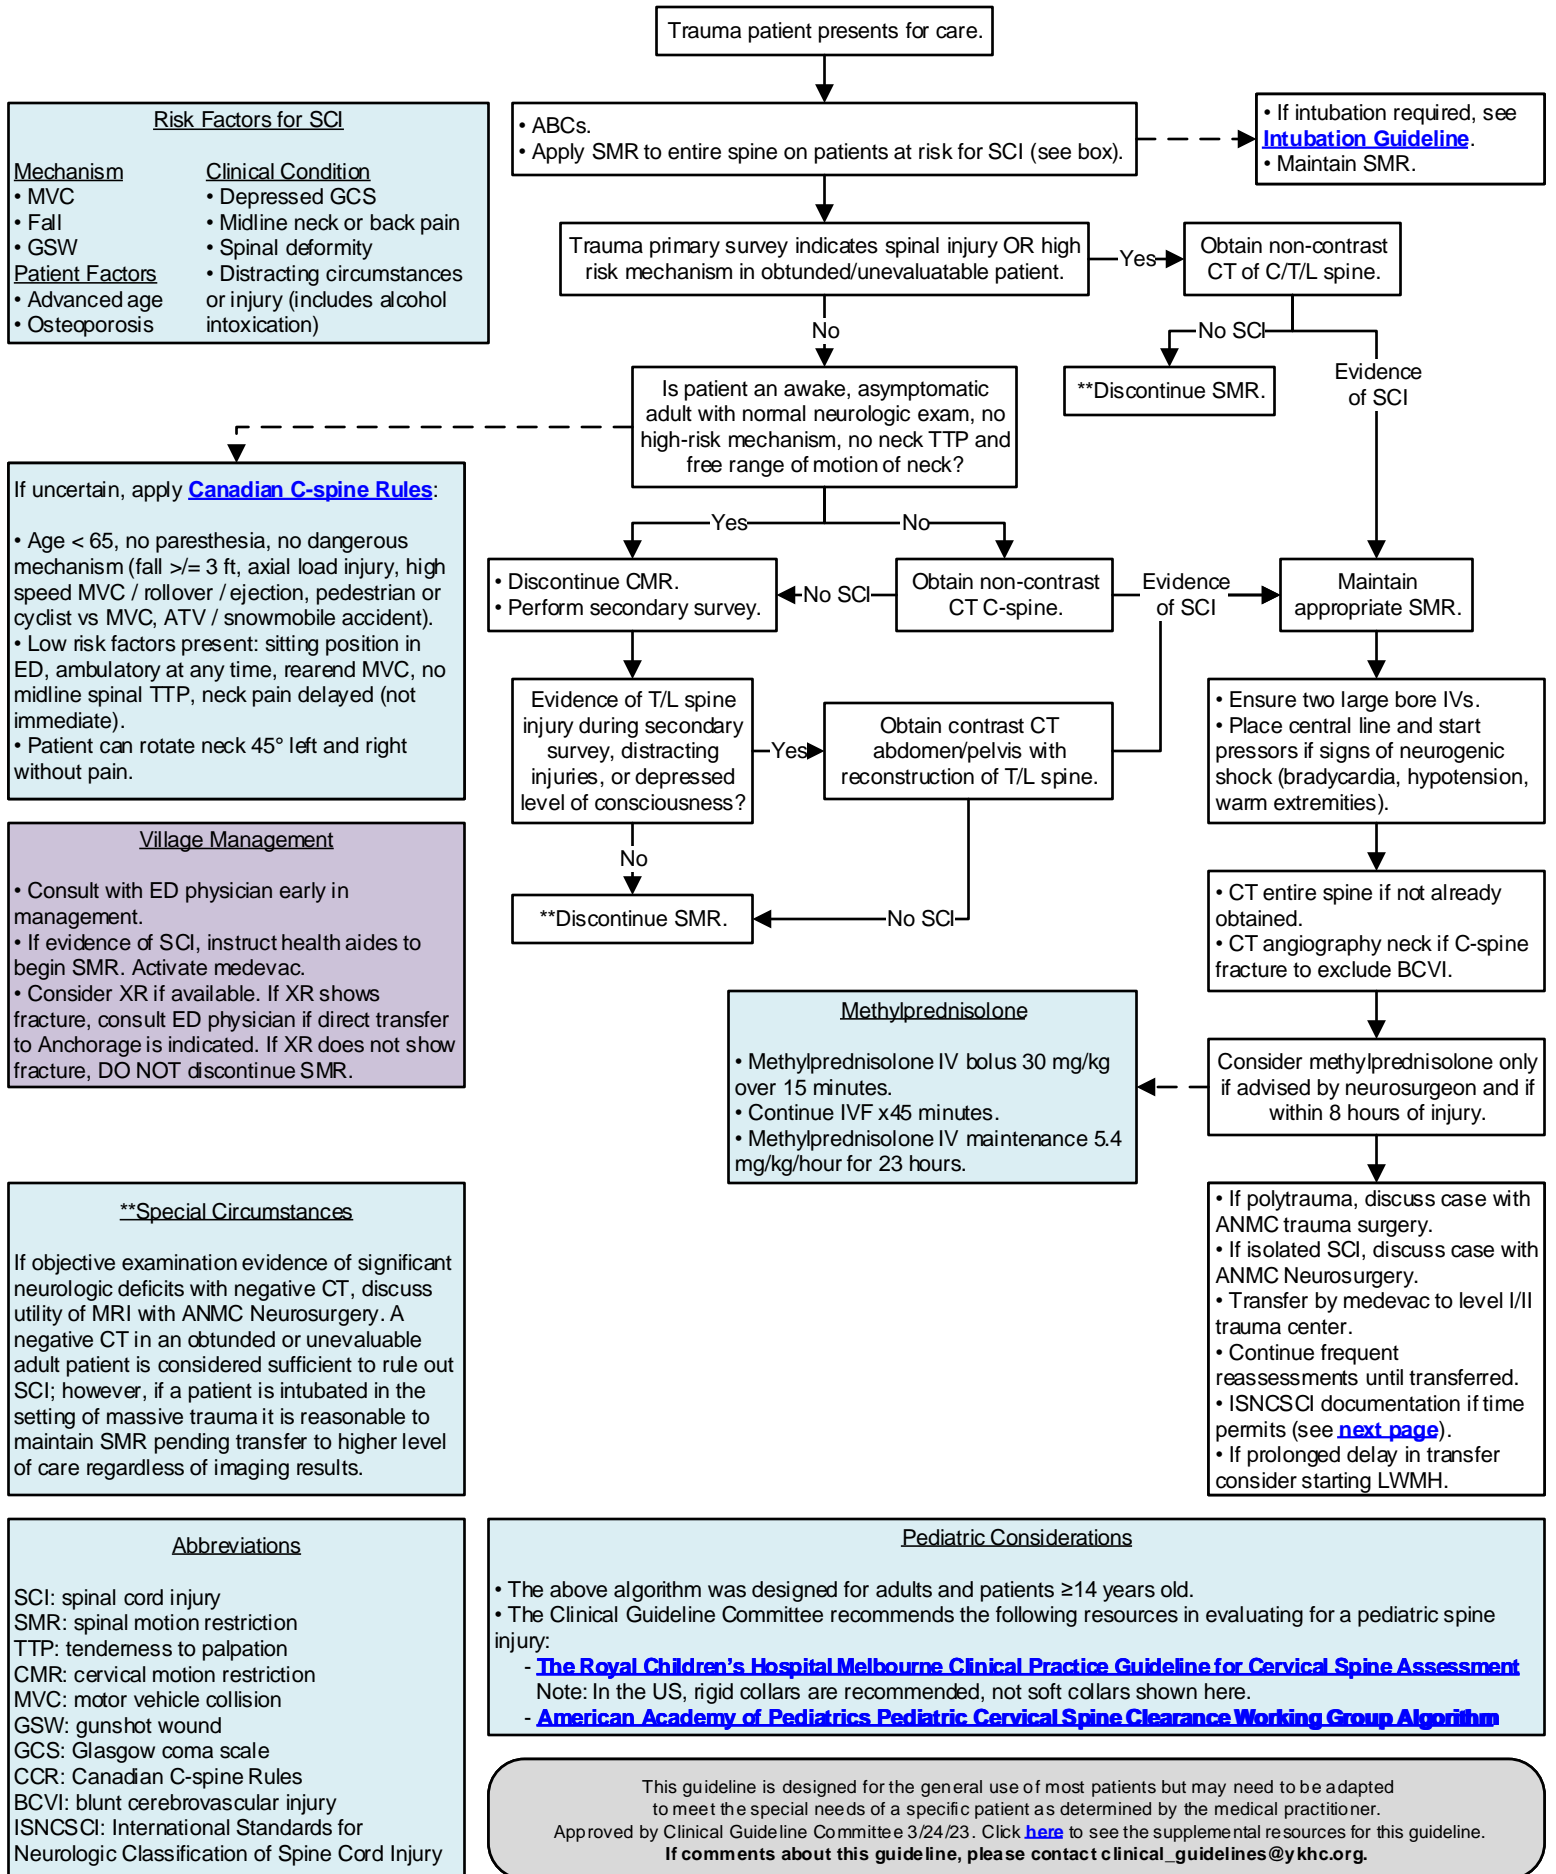 Trauma patient presents for care.
Risk Factors for SCI
Mechanism
• MVC
• Fall
• GSW
Patient Factors
• Advanced age
• Osteoporosis
Clinical Condition
• Depressed GCS
• Midline neck or back pain
• Spinal deformity
• Distracting circumstances
or injury (includes alcohol
intoxication)
• ABCs.
• Apply SMR to entire spine on patients at risk for SCI (see box).
• If intubation required, see
Intubation Guideline.
• Maintain SMR.
Trauma primary survey indicates spinal injury OR high
risk mechanism in obtunded/unevaluatable patient.
Yes
Obtain non-contrast
CT of C/T/L spine.
No
No SCI
**Discontinue SMR.
Evidence
of SCI
Is patient an awake, asymptomatic
adult with normal neurologic exam, no
high-risk mechanism, no neck TTP and
free range of motion of neck?
If uncertain, apply Canadian C-spine Rules:
• Age < 65, no paresthesia, no dangerous
mechanism (fall >/= 3 ft, axial load injury, high
speed MVC / rollover / ejection, pedestrian or
cyclist vs MVC, ATV / snowmobile accident).
• Low risk factors present: sitting position in
ED, ambulatory at any time, rearend MVC, no
midline spinal TTP, neck pain delayed (not
immediate).
• Patient can rotate neck 45° left and right
without pain.
Yes
No
• Discontinue CMR.
• Perform secondary survey.
No SCI
Obtain non-contrast
CT C-spine.
Evidence
of SCI
Maintain
appropriate SMR.
Evidence of T/L spine
injury during secondary
survey, distracting
injuries, or depressed
level of consciousness?
Yes
Obtain contrast CT
abdomen/pelvis with
reconstruction of T/L spine.
• Ensure two large bore IVs.
• Place central line and start
pressors if signs of neurogenic
shock (bradycardia, hypotension,
warm extremities).
No
**Discontinue SMR.
No SCI
Village Management
• Consult with ED physician early in
management.
• If evidence of SCI, instruct health aides to
begin SMR. Activate medevac.
• Consider XR if available. If XR shows
fracture, consult ED physician if direct transfer
to Anchorage is indicated. If XR does not show
fracture, DO NOT discontinue SMR.
• CT entire spine if not already
obtained.
• CT angiography neck if C-spine
fracture to exclude BCVI.
Methylprednisolone
• Methylprednisolone IV bolus 30 mg/kg
over 15 minutes.
• Continue IVF x45 minutes.
• Methylprednisolone IV maintenance 5.4
mg/kg/hour for 23 hours.
Consider methylprednisolone only
if advised by neurosurgeon and if
within 8 hours of injury.
**Special Circumstances
If objective examination evidence of significant
neurologic deficits with negative CT, discuss
utility of MRI with ANMC Neurosurgery. A
negative CT in an obtunded or unevaluable
adult patient is considered sufficient to rule out
SCI; however, if a patient is intubated in the
setting of massive trauma it is reasonable to
maintain SMR pending transfer to higher level
of care regardless of imaging results.
• If polytrauma, discuss case with
ANMC trauma surgery.
• If isolated SCI, discuss case with
ANMC Neurosurgery.
• Transfer by medevac to level I/II
trauma center.
• Continue frequent
reassessments until transferred.
• ISNCSCI documentation if time
permits (see next page).
• If prolonged delay in transfer
consider starting LWMH.
Abbreviations
SCI: spinal cord injury
SMR: spinal motion restriction
TTP: tenderness to palpation
CMR: cervical motion restriction
MVC: motor vehicle collision
GSW: gunshot wound
GCS: Glasgow coma scale
CCR: Canadian C-spine Rules
BCVI: blunt cerebrovascular injury
ISNCSCI: International Standards for
Neurologic Classification of Spine Cord Injury
Pediatric Considerations
• The above algorithm was designed for adults and patients ≥14 years old.
• The Clinical Guideline Committee recommends the following resources in evaluating for a pediatric spine
injury:
- The Royal Children's Hospital Melbourne Clinical Practice Guideline for Cervical Spine Assessment
Note: In the US, rigid collars are recommended, not soft collars shown here.
- American Academy of Pediatrics Pediatric Cervical Spine Clearance Working Group Algorithm
This guideline is designed for the general use of most patients but may need to be adapted
to meet the special needs of a specific patient as determined by the medical practitioner.
Approved by Clinical Guideline Committee 3/24/23. Click here to see the supplemental resources for this guideline.
If comments about this guideline, please contact clinical_guidelines@ykhc.org.